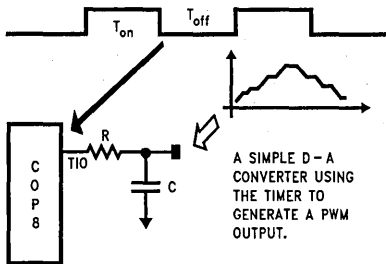 Ton
Toff
R
TIO
C
O
P
8
C
A SIMPLE D-A
CONVERTER USING
THE TIMER TO
GENERATE A PWM
OUTPUT.